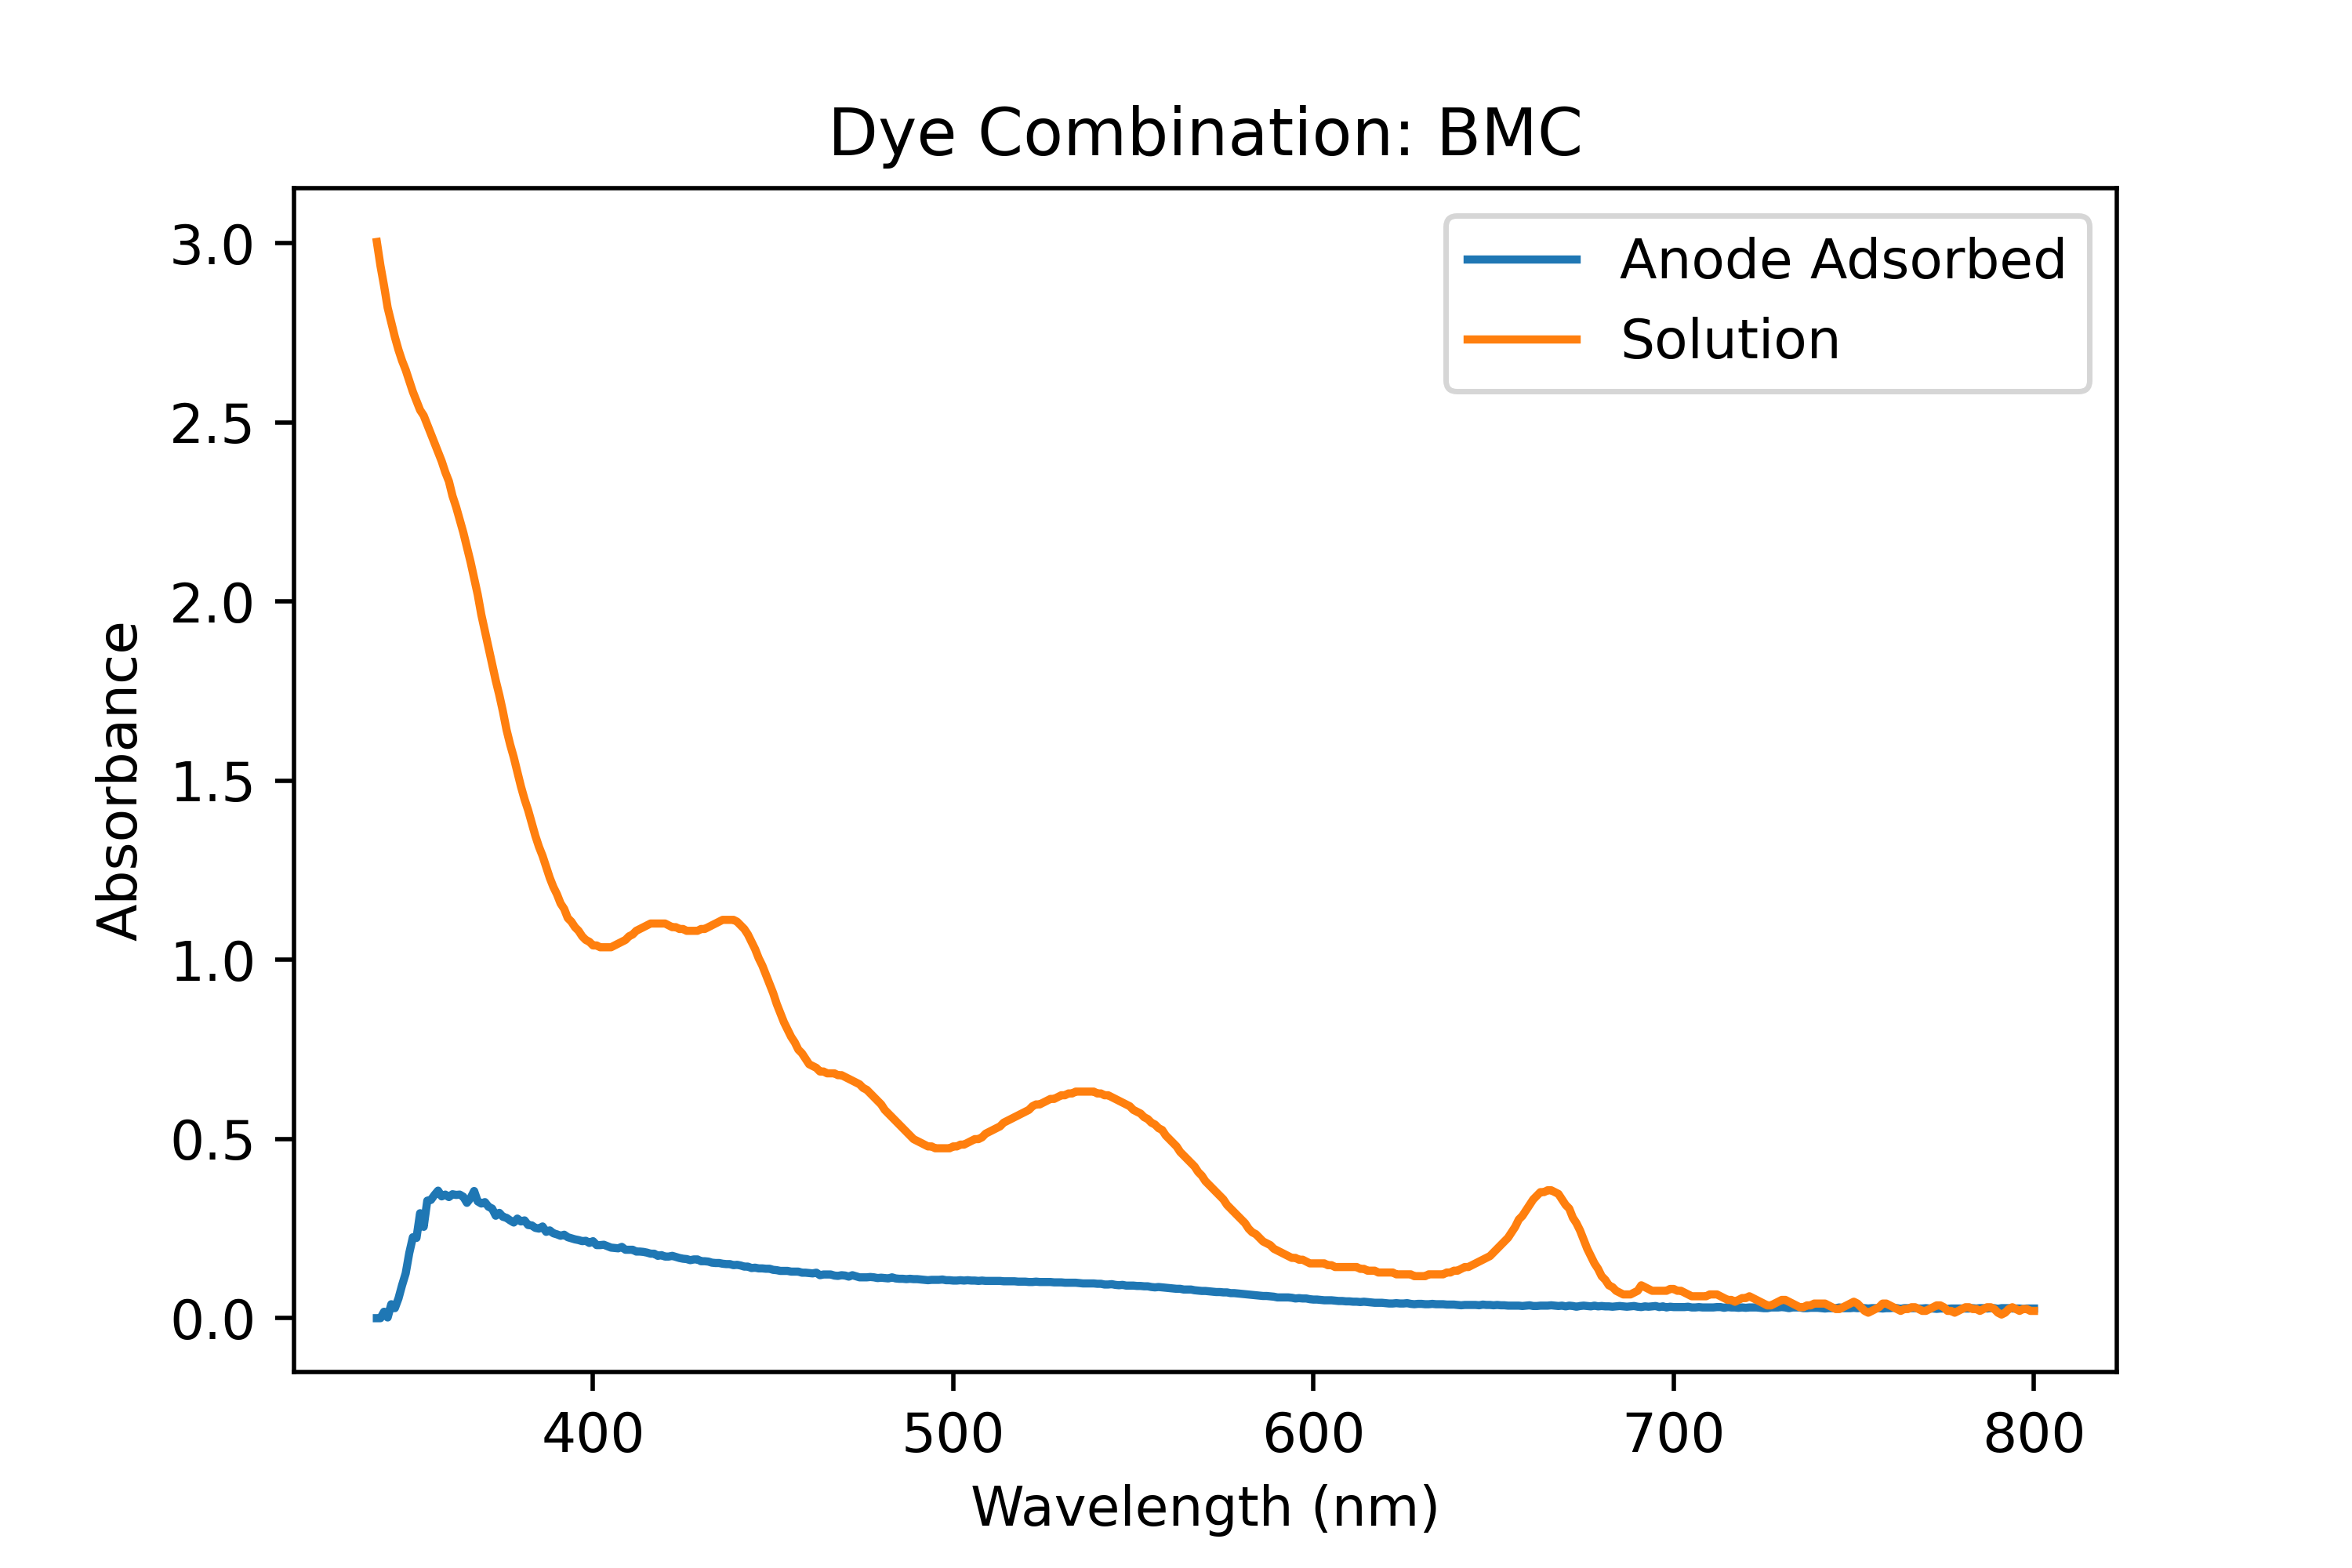 Dye Combination: BMC
Anode Adsorbed
Solution
Absorbance
3.0
2.5
2.0
1.5
1.0
0.5
0.0
400 500 600 700 800
Wavelength (nm)